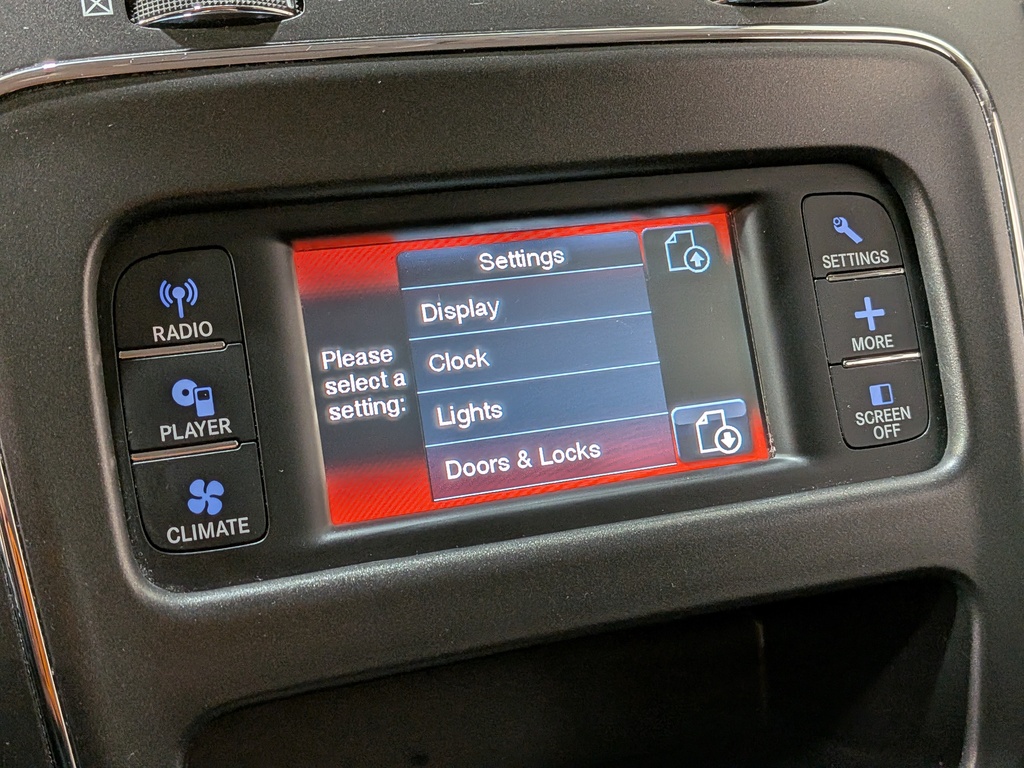 RADIO
PLAYER
CLIMATE
Please
select a
setting:
Settings
Display
Clock
Lights
Doors & Locks
SETTINGS
MORE
SCREEN
OFF